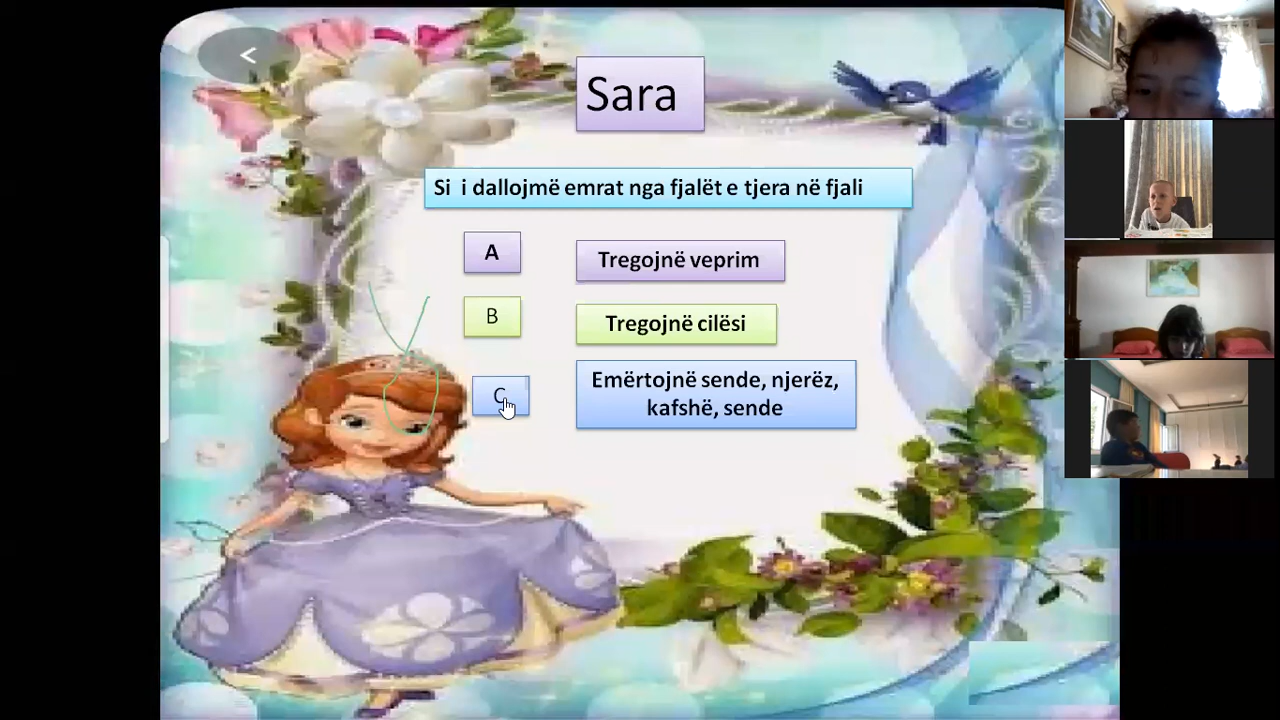 Sara
Si i dallojmë emrat nga fjalët e tjera në fjali
A
Tregojnë veprim
B
Tregojnë cilësi
C
Emërtojnë sende, njerëz,
kafshë, sende